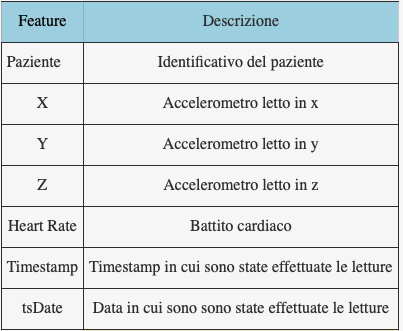 Feature Descrizione
Paziente Identificativo del paziente
X Accelerometro letto in x
Y Accelerometro letto in y
Z Accelerometro letto in z
Heart Rate Battito cardiaco
Timestamp Timestamp in cui sono state effettuate le letture
tsDate Data in cui sono sono state effettuate le letture